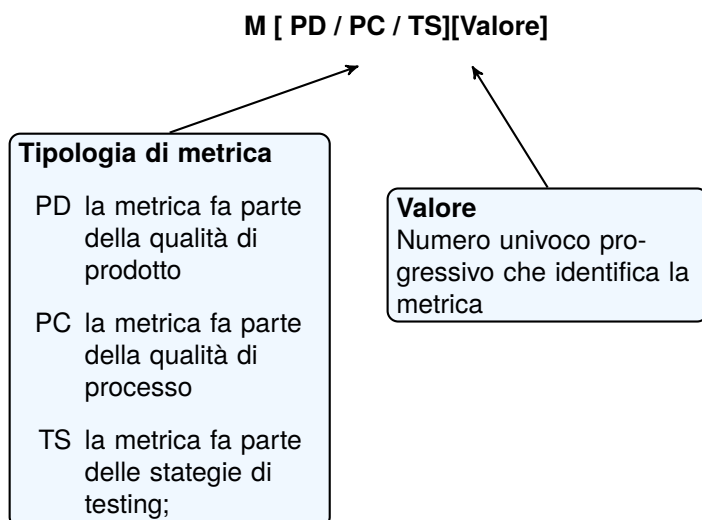 M [ PD / PC / TS][Valore]
Tipologia di metrica
PD la metrica fa parte
della qualità di
prodotto
PC la metrica fa parte
della qualità di
processo
TS la metrica fa parte
delle stategie di
testing;
Valore
Numero univoco pro-
gressivo che identifica la
metrica